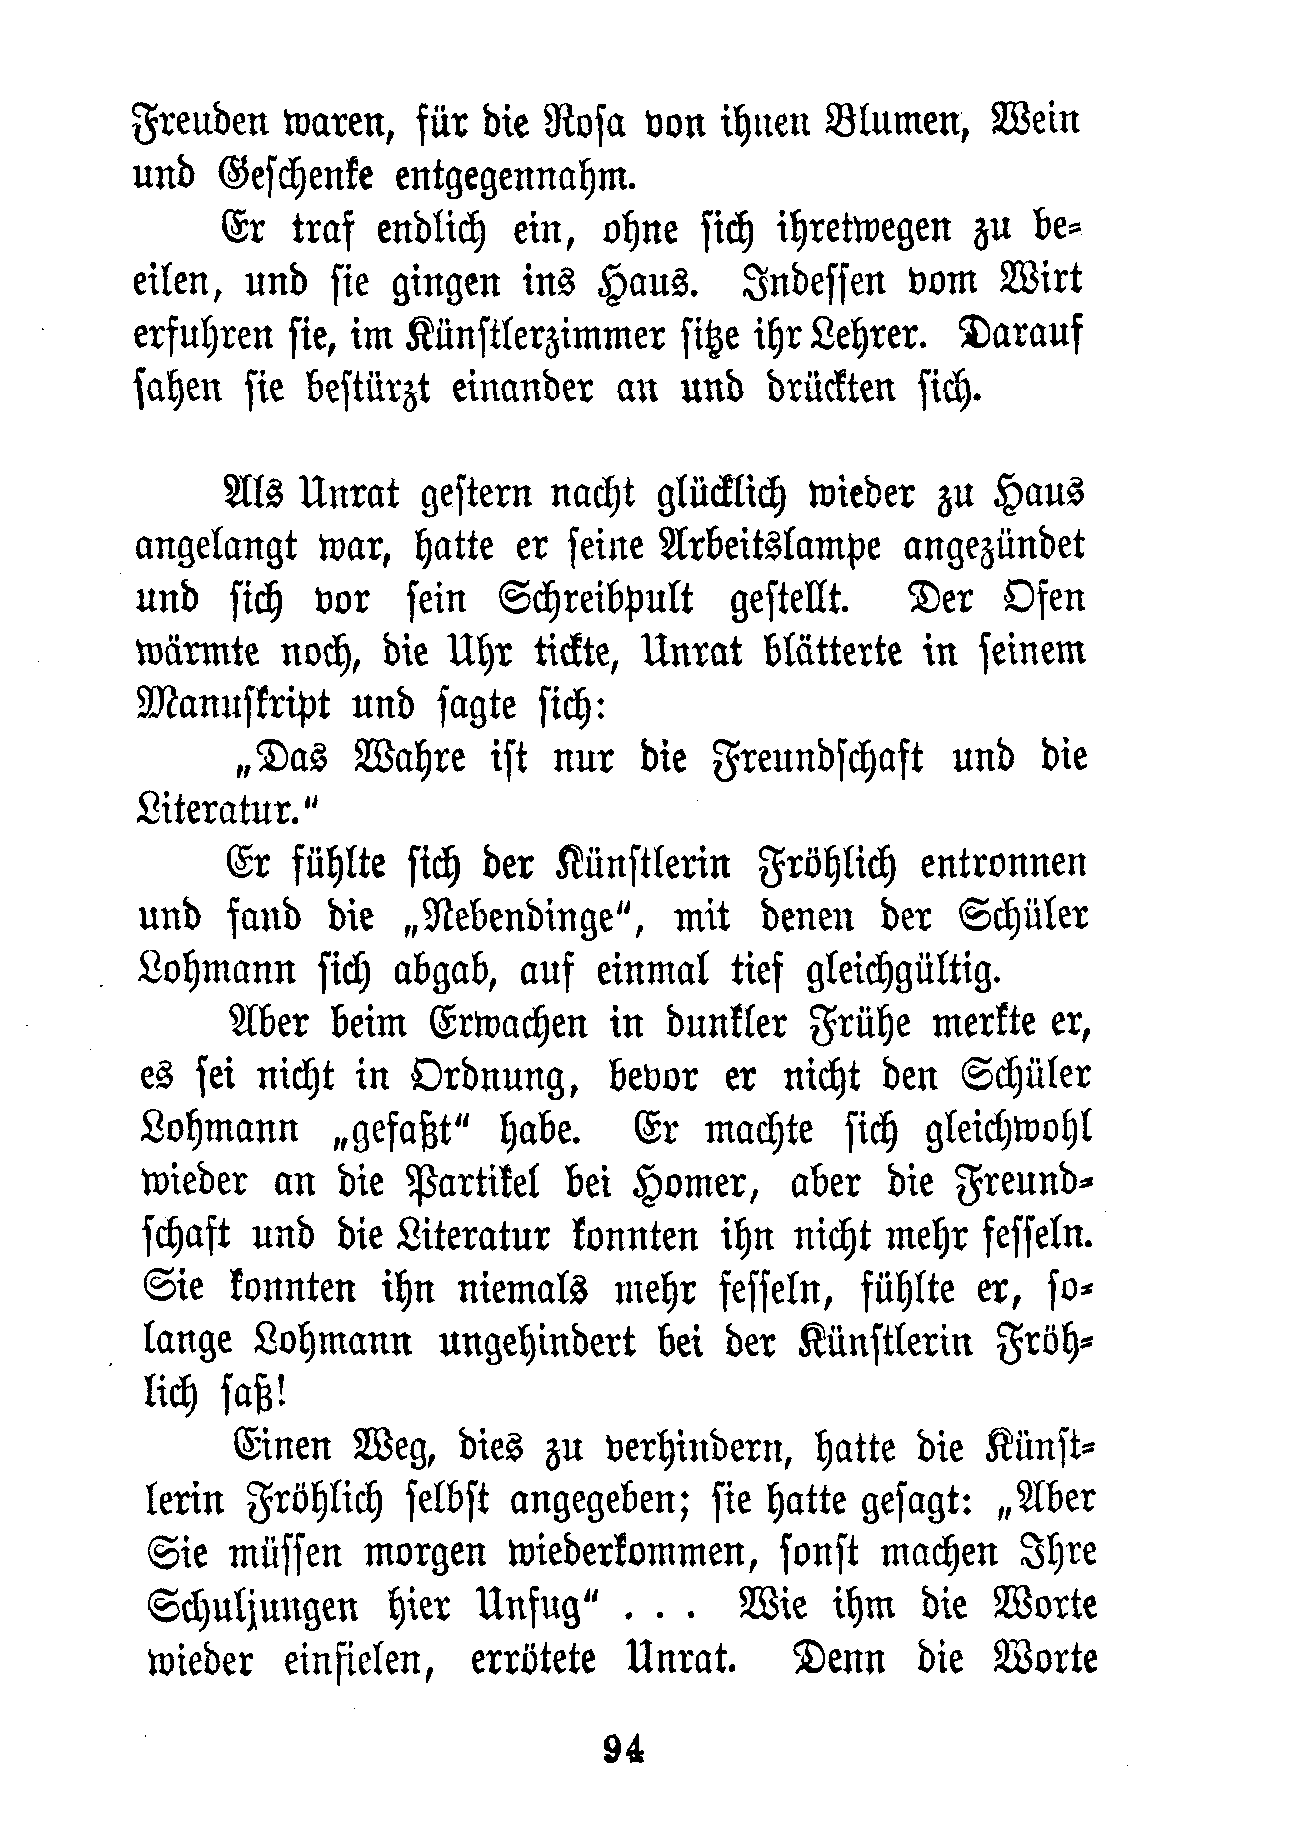 Freuden waren, für die Rosa von ihnen Blumen, Wein
und Geschenke entgegennahm.
Er traf endlich ein, ohne sich ihretwegen zu be-
eilen, und sie gingen ins Haus. Indessen vom Wirt
erfuhren sie, im Künstlerzimmer sitze ihr Lehrer. Darauf
sahen sie bestürzt einander an und drückten sich.
Als Unrat gestern nacht glücklich wieder zu Haus
angelangt war, hatte er seine Arbeitslampe angezündet
und sich vor sein Schreibpult gestellt. Der Ofen
wärmte noch, die Uhr tickte, Unrat blätterte in seinem
Manuskript und sagte sich:
„Das Wahre ist nur die Freundschaft und die
Literatur.“
Er fühlte sich der Künstlerin Fröhlich entronnen
und fand die „Nebendinge“, mit denen der Schüler
Lohmann sich abgab, auf einmal tief gleichgültig.
Aber beim Erwachen in dunkler Frühe merkte er,
es sei nicht in Ordnung, bevor er nicht den Schüler
Lohmann „gefaßt“ habe. Er machte sich gleichwohl
wieder an die Partikel bei Homer, aber die Freund-
schaft und die Literatur konnten ihn nicht mehr fesseln.
Sie konnten ihn niemals mehr fesseln, fühlte er, so-
lange Lohmann ungehindert bei der Künstlerin Fröh-
lich saß!
Einen Weg, dies zu verhindern, hatte die Künst-
lerin Fröhlich selbst angegeben; sie hatte gesagt: „Aber
Sie müssen morgen wiederkommen, sonst machen Ihre
Schuljungen hier Unfug“ . . . Wie ihm die Worte
wieder einfielen, errötete Unrat. Denn die Worte
94